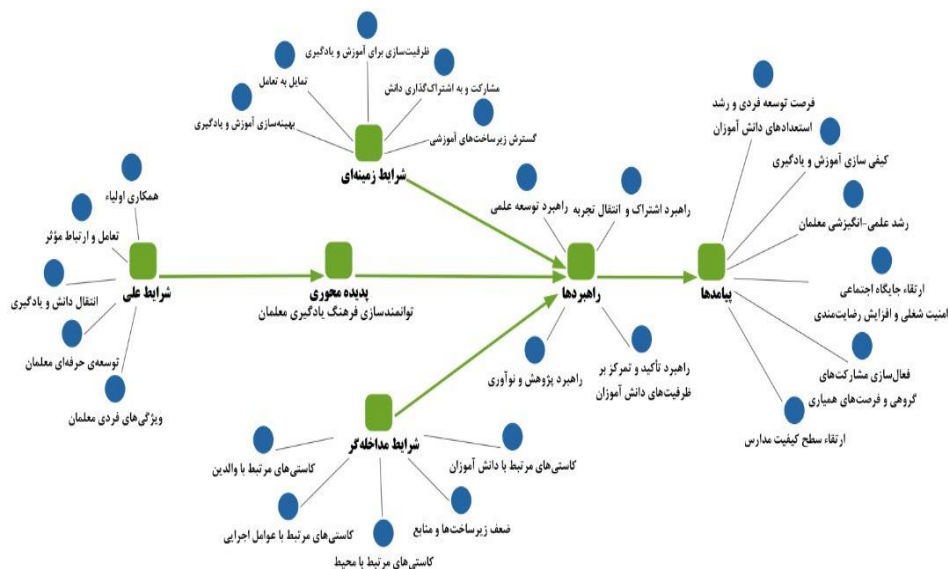 ظرفیت‌سازی برای آموزش و یادگیری
تمایل به تعامل
مشارکت و به اشتراک‌گذاری دانش
بهینه‌سازی آموزش و یادگیری
گسترش زیرساخت‌های آموزشی
شرایط زمینه‌ای
همکاری اولیاء
تعامل و ارتباط مؤثر
انتقال دانش و یادگیری
توسعه‌ی حرفه‌ای معلمان
ویژگی‌های فردی معلمان
شرایط علی
پدیده محوری
توانمندسازی فرهنگ یادگیری معلمان
راهبرد توسعه علمی
راهبرد اشتراک و انتقال تجربه
راهبردها
راهبرد پژوهش و نوآوری
راهبرد تأکید و تمرکز بر
ظرفیت‌های دانش آموزان
شرایط مداخله‌گر
کاستی‌های مرتبط با والدین
کاستی‌های مرتبط با دانش آموزان
کاستی‌های مرتبط با عوامل اجرایی
ضعف زیرساخت‌ها و منابع
کاستی‌های مرتبط با محیط
فرصت توسعه فردی و رشد
استعدادهای دانش آموزان
کیفی سازی آموزش و یادگیری
رشد علمی-انگیزشی معلمان
پیامدها
ارتقاء جایگاه اجتماعی
امنیت شغلی و افزایش رضایت‌مندی
فعال‌سازی مشارکت‌های
گروهی و فرصت‌های همیاری
ارتقاء سطح کیفیت مدارس